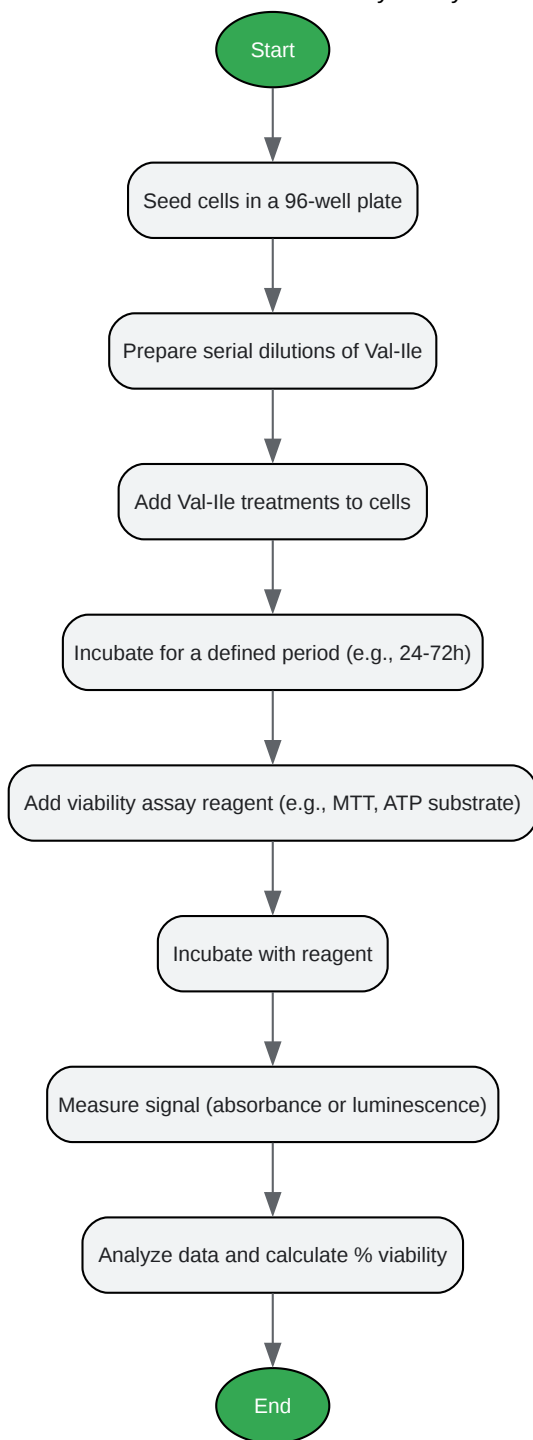 Start
Seed cells in a 96-well plate
Prepare serial dilutions of Val-Ile
Add Val-Ile treatments to cells
Incubate for a defined period (e.g., 24-72h)
Add viability assay reagent (e.g., MTT, ATP substrate)
Incubate with reagent
Measure signal (absorbance or luminescence)
Analyze data and calculate % viability
End